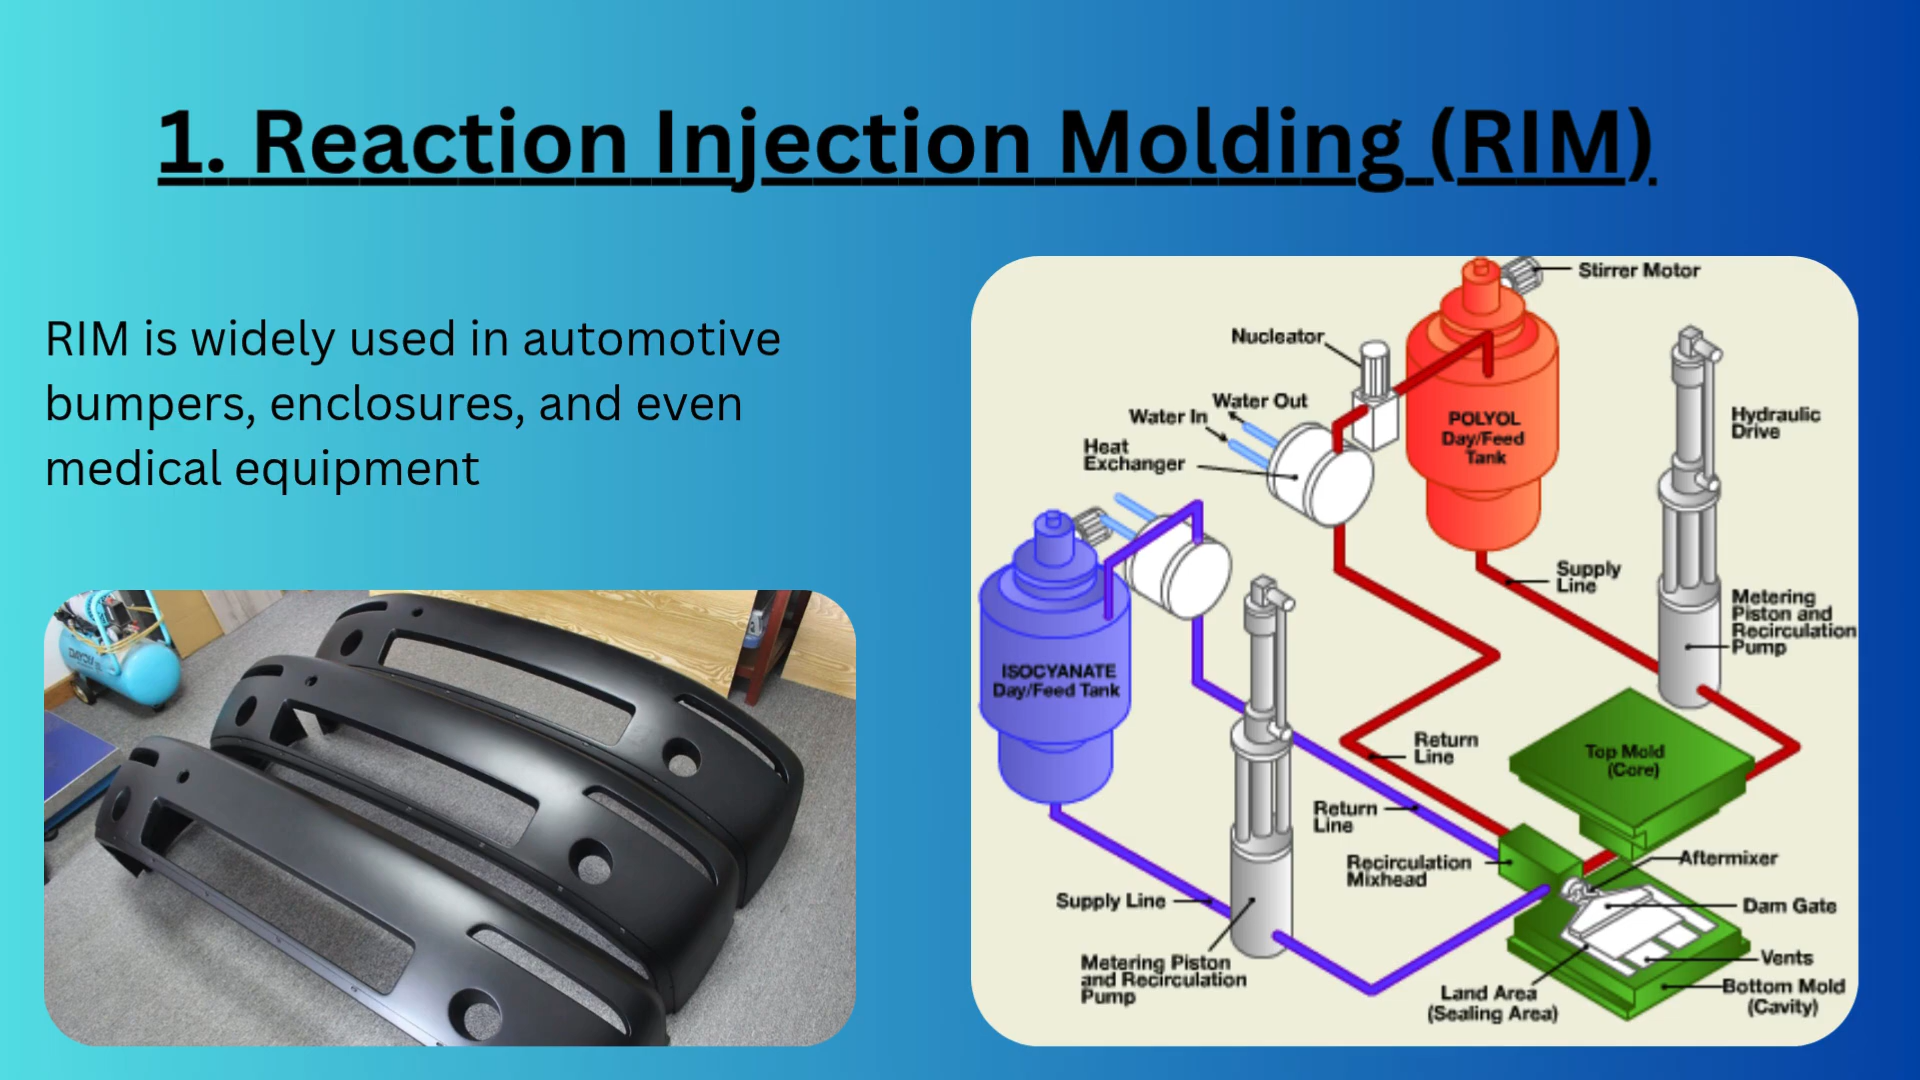 1. Reaction Injection Molding (RIM)
RIM is widely used in automotive
bumpers, enclosures, and even
medical equipment
Stirrer Motor
Nucleator
Water Out
Water In
Heat
Exchanger
POLYOL
Day/Feed
Tank
Hydraulic
Drive
Supply
Line
Metering
Piston and
Recirculation
Pump
ISOCYANATE
Day/Feed Tank
Top Mold
(Core)
Return
Line
Return
Line
Recirculation
Mixhead
Aftermixer
Supply Line
Dam Gate
Metering Piston
and Recirculation
Pump
Vents
Land Area
(Sealing Area)
Bottom Mold
(Cavity)